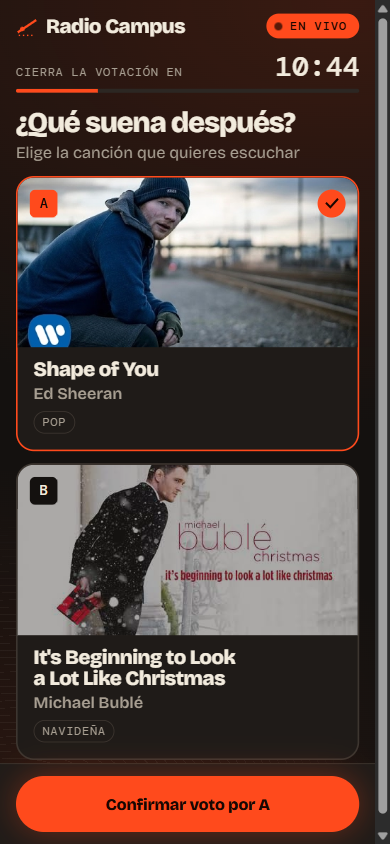 Radio Campus
EN VIVO
CIERRA LA VOTACIÓN EN
10:44
¿Qué suena después?
Elige la canción que quieres escuchar
A
Shape of You
Ed Sheeran
POP
B
michael
bublé
christmas
it's beginning to look a lot like christmas
It's Beginning to Look
a Lot Like Christmas
Michael Bublé
NAVIDEÑA
Confirmar voto por A